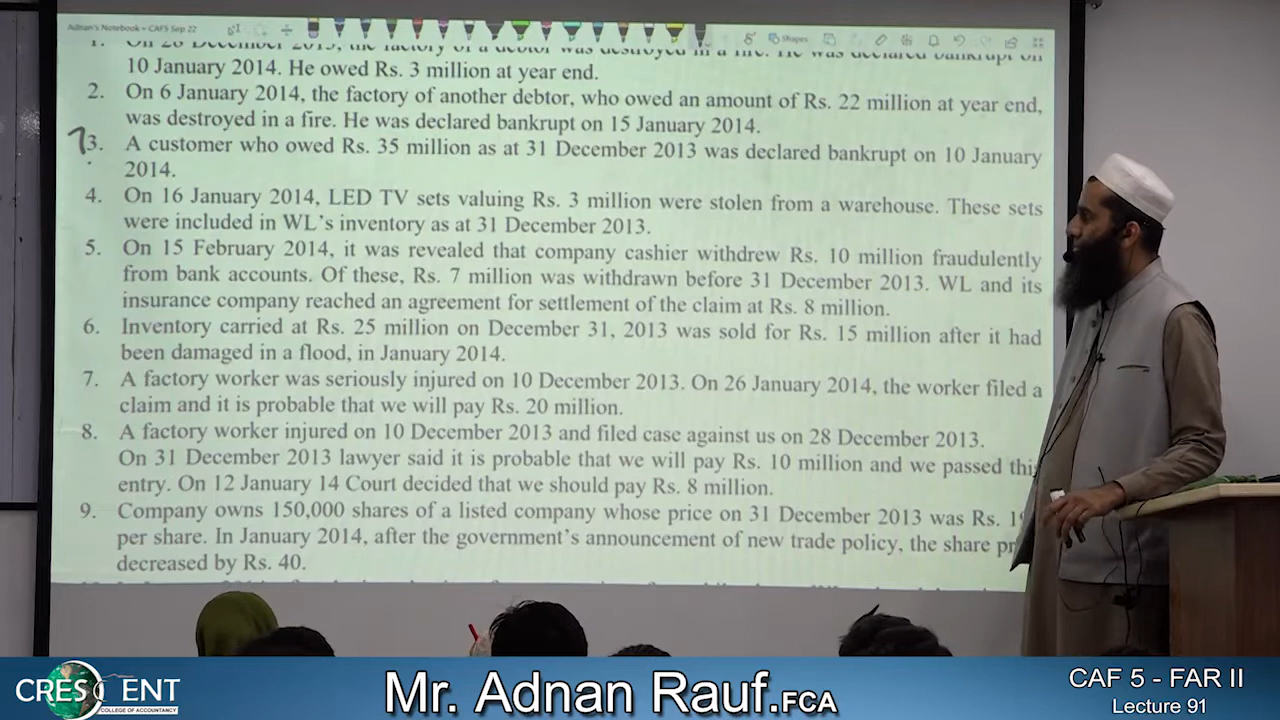 Adnan's Notebook – CAF5 Sep 22
Shapes
1. On 28 December 2013, the factory of a debtor was destroyed in a fire. He was declared bankrupt on
10 January 2014. He owed Rs. 3 million at year end.
2. On 6 January 2014, the factory of another debtor, who owed an amount of Rs. 22 million at year end,
was destroyed in a fire. He was declared bankrupt on 15 January 2014.
3. A customer who owed Rs. 35 million as at 31 December 2013 was declared bankrupt on 10 January
2014.
4. On 16 January 2014, LED TV sets valuing Rs. 3 million were stolen from a warehouse. These sets
were included in WL's inventory as at 31 December 2013.
5. On 15 February 2014, it was revealed that company cashier withdrew Rs. 10 million fraudulently
from bank accounts. Of these, Rs. 7 million was withdrawn before 31 December 2013. WL and its
insurance company reached an agreement for settlement of the claim at Rs. 8 million.
6. Inventory carried at Rs. 25 million on December 31, 2013 was sold for Rs. 15 million after it had
been damaged in a flood, in January 2014.
7. A factory worker was seriously injured on 10 December 2013. On 26 January 2014, the worker filed a
claim and it is probable that we will pay Rs. 20 million.
8. A factory worker injured on 10 December 2013 and filed case against us on 28 December 2013.
On 31 December 2013 lawyer said it is probable that we will pay Rs. 10 million and we passed thi
entry. On 12 January 14 Court decided that we should pay Rs. 8 million.
9. Company owns 150,000 shares of a listed company whose price on 31 December 2013 was Rs.
per share. In January 2014, after the government's announcement of new trade policy, the share pr
decreased by Rs. 40.
CRESCENT
COLLEGE OF ACCOUNTANCY
Mr. Adnan Rauf.FCA
CAF 5 - FAR II
Lecture 91